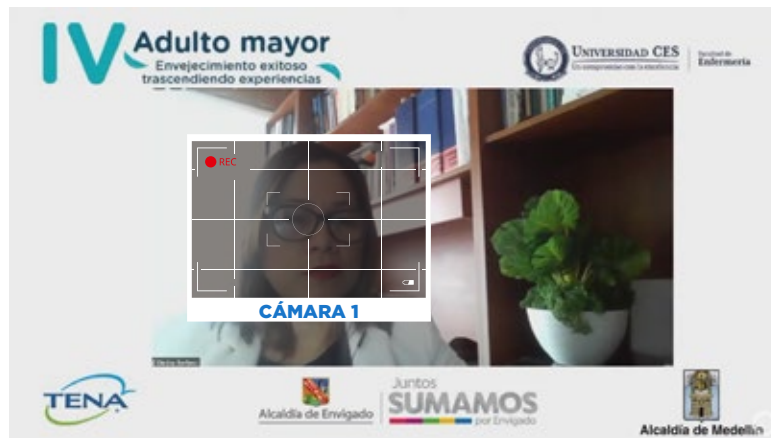 IV Adulto mayor
Envejecimiento exitoso
trascendiendo experiencias
UNIVERSIDAD CES
Un compromiso con la excelencia
Facultad de
Enfermería
REC
CÁMARA 1
TENA
Alcaldía de Envigado
Juntos
SUMAMOS
por Envigado
Alcaldía de Medellín